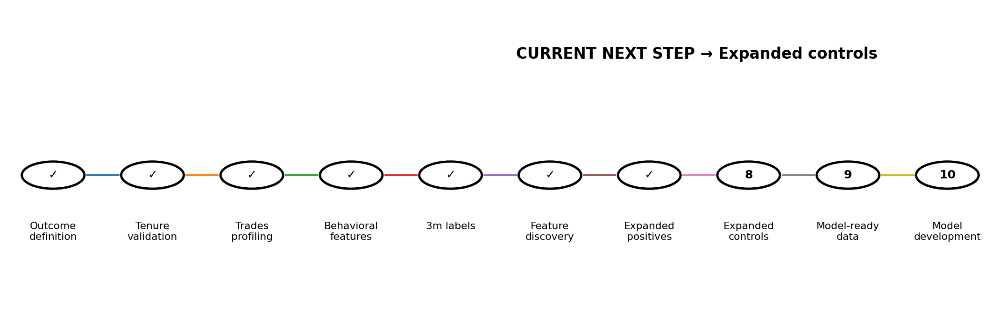 CURRENT NEXT STEP → Expanded controls
✓
✓
✓
✓
✓
✓
✓
8
9
10
Outcome
definition
Tenure
validation
Trades
profiling
Behavioral
features
3m labels
Feature
discovery
Expanded
positives
Expanded
controls
Model-ready
data
Model
development